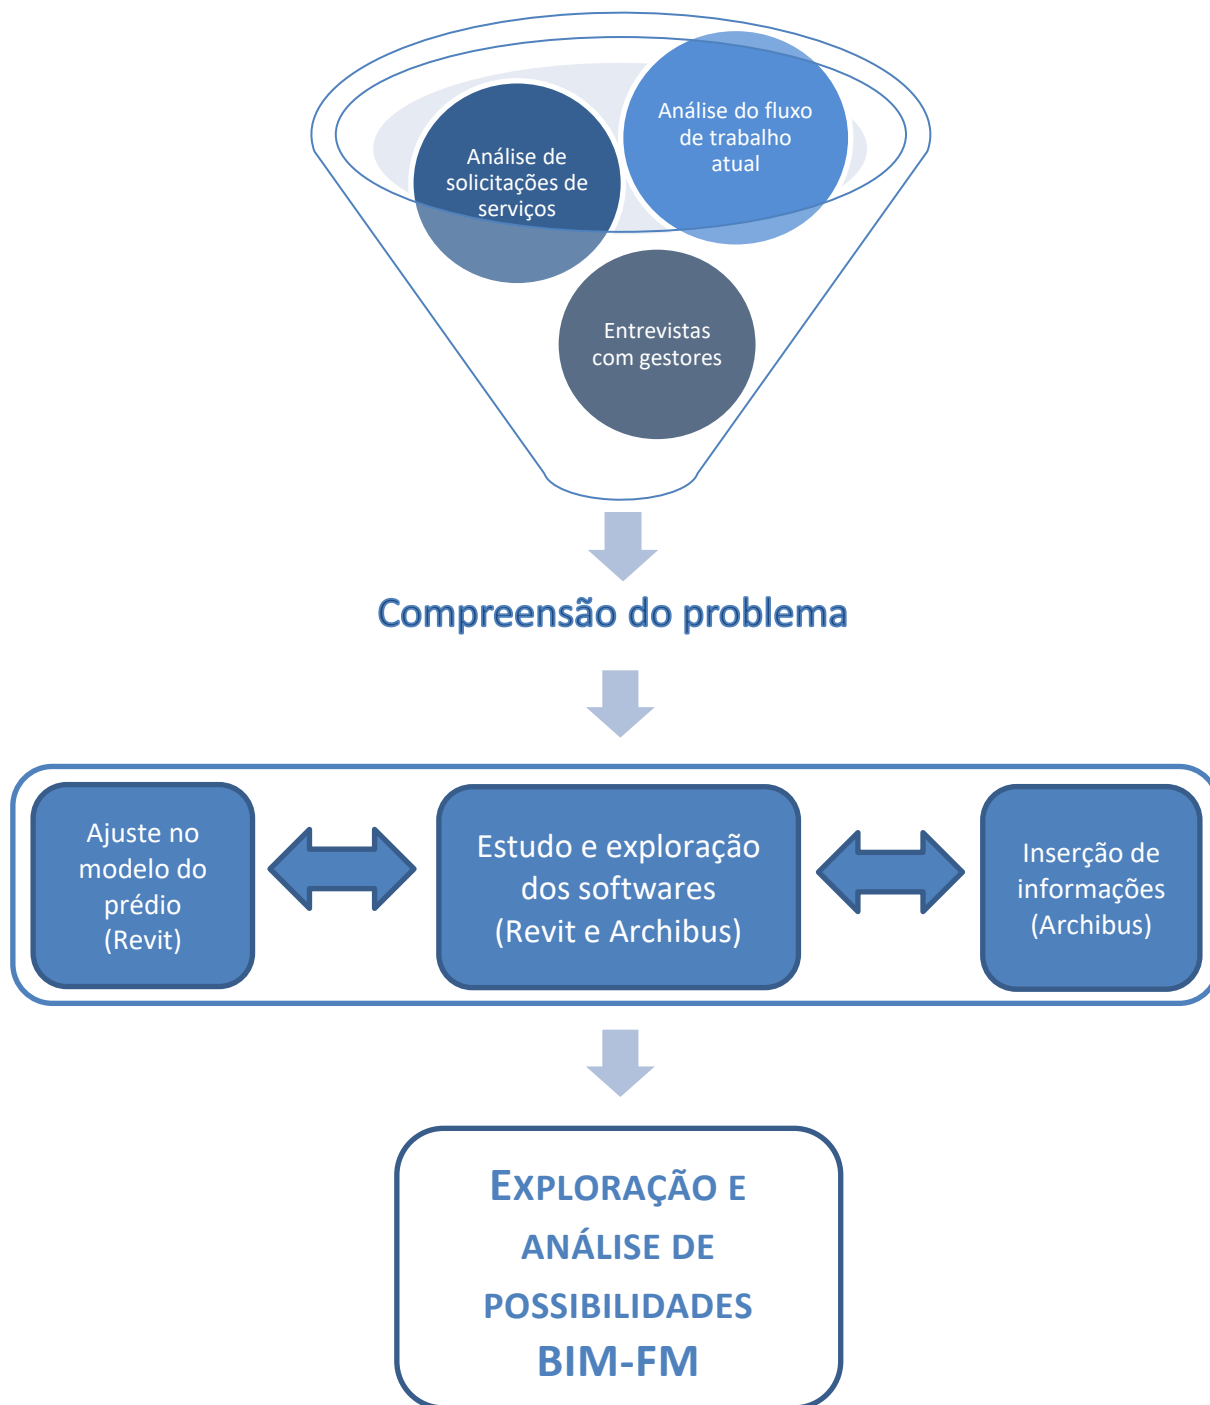 Análise do fluxo
de trabalho
atual
Análise de
solicitações de
serviços
Entrevistas
com gestores
Compreensão do problema
Ajuste no
modelo do
prédio
(Revit)
Estudo e exploração
dos softwares
(Revit e Archibus)
Inserção de
informações
(Archibus)
EXPLORAÇÃO E
ANÁLISE DE
POSSIBILIDADES
BIM-FM